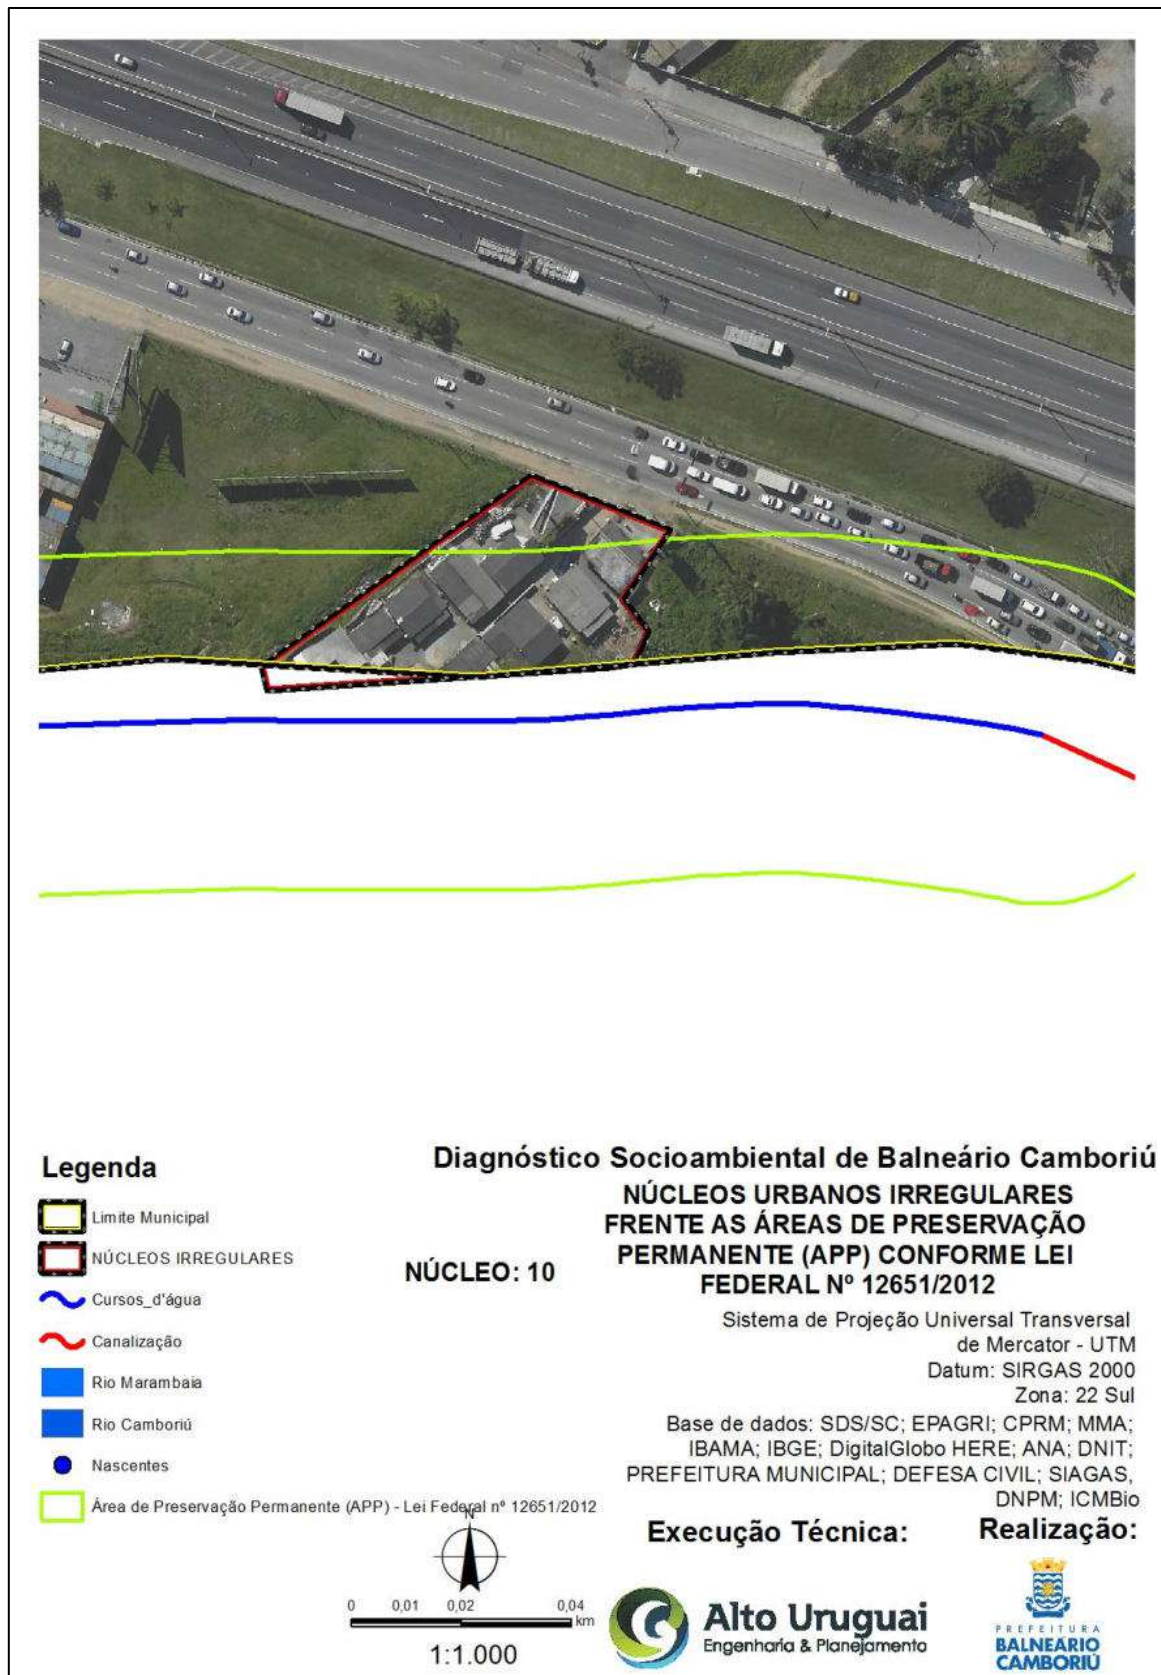 Legenda
Limite Municipal
NÚCLEOS IRREGULARES
Cursos_d'água
Canalização
Rio Marambaia
Rio Camboriú
Nascentes
Área de Preservação Permanente (APP) - Lei Federal nº 12651/2012
Diagnóstico Socioambiental de Balneário Camboriú
NÚCLEO: 10
NÚCLEOS URBANOS IRREGULARES
FRENTE AS ÁREAS DE PRESERVAÇÃO
PERMANENTE (APP) CONFORME LEI
FEDERAL Nº 12651/2012
Sistema de Projeção Universal Transversal
de Mercator - UTM
Datum: SIRGAS 2000
Zona: 22 Sul
Base de dados: SDS/SC; EPAGRI; CPRM; MMA;
IBAMA; IBGE; DigitalGlobo HERE; ANA; DNIT;
PREFEITURA MUNICIPAL; DEFESA CIVIL; SIAGAS,
DNPM; ICMBio
N
0 0,01 0,02 0,04
km
1:1.000
Execução Técnica:
Alto Uruguai
Engenharia & Planejamento
Realização:
PREFEITURA
BALNEÁRIO
CAMBORIÚ